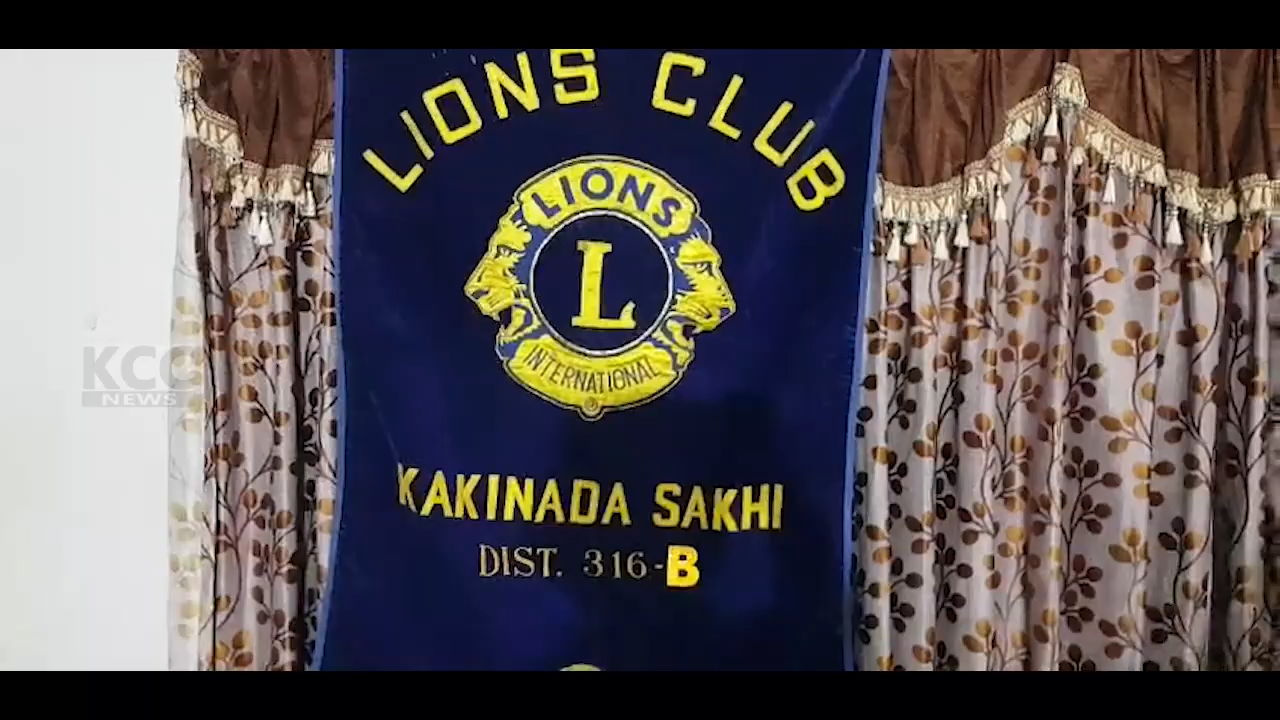 LIONS CLUB
LIONS
L
INTERNATIONAL
KAKINADA SAKHI
DIST. 316-B
KCC
NEWS